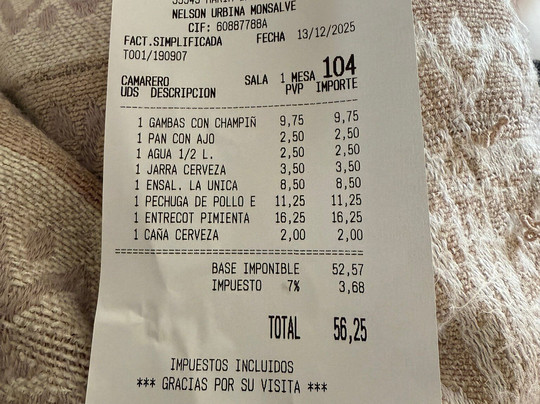 NELSON URBINA MONSALVE
CIF: 60887788A
FACT.SIMPLIFICADA FECHA 13/12/2025
T001/190907
CAMARERO SALA 1 MESA 104
UDS DESCRIPCION PVP IMPORTE
1 GAMBAS CON CHAMPIÑ 9,75 9,75
1 PAN CON AJO 2,50 2,50
1 AGUA 1/2 L. 2,50 2,50
1 JARRA CERVEZA 3,50 3,50
1 ENSAL. LA UNICA 8,50 8,50
1 PECHUGA DE POLLO E 11,25 11,25
1 ENTRECOT PIMIENTA 16,25 16,25
1 CAÑA CERVEZA 2,00 2,00
BASE IMPONIBLE 52,57
IMPUESTO 7% 3,68
TOTAL 56,25
IMPUESTOS INCLUIDOS
*** GRACIAS POR SU VISITA ***